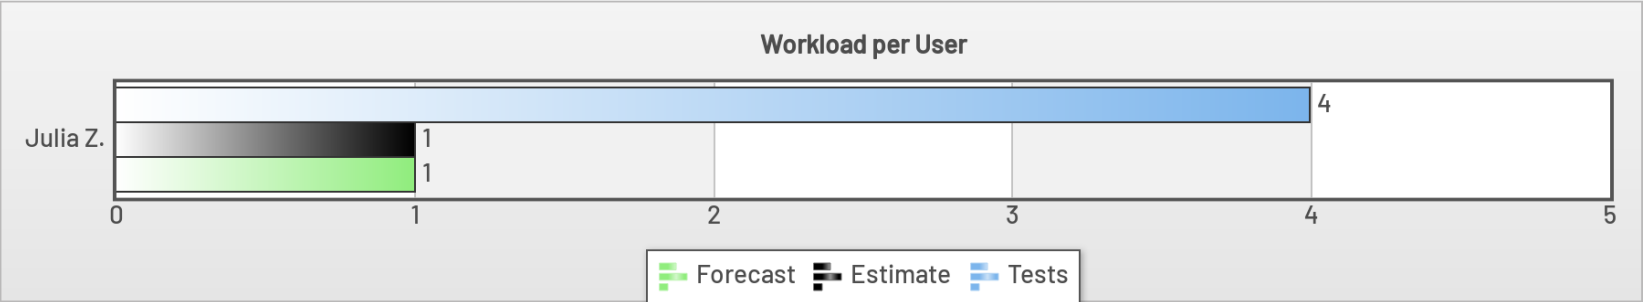 Workload per User
4
Julia Z.
1
1
0 1 2 3 4 5
Forecast Estimate Tests